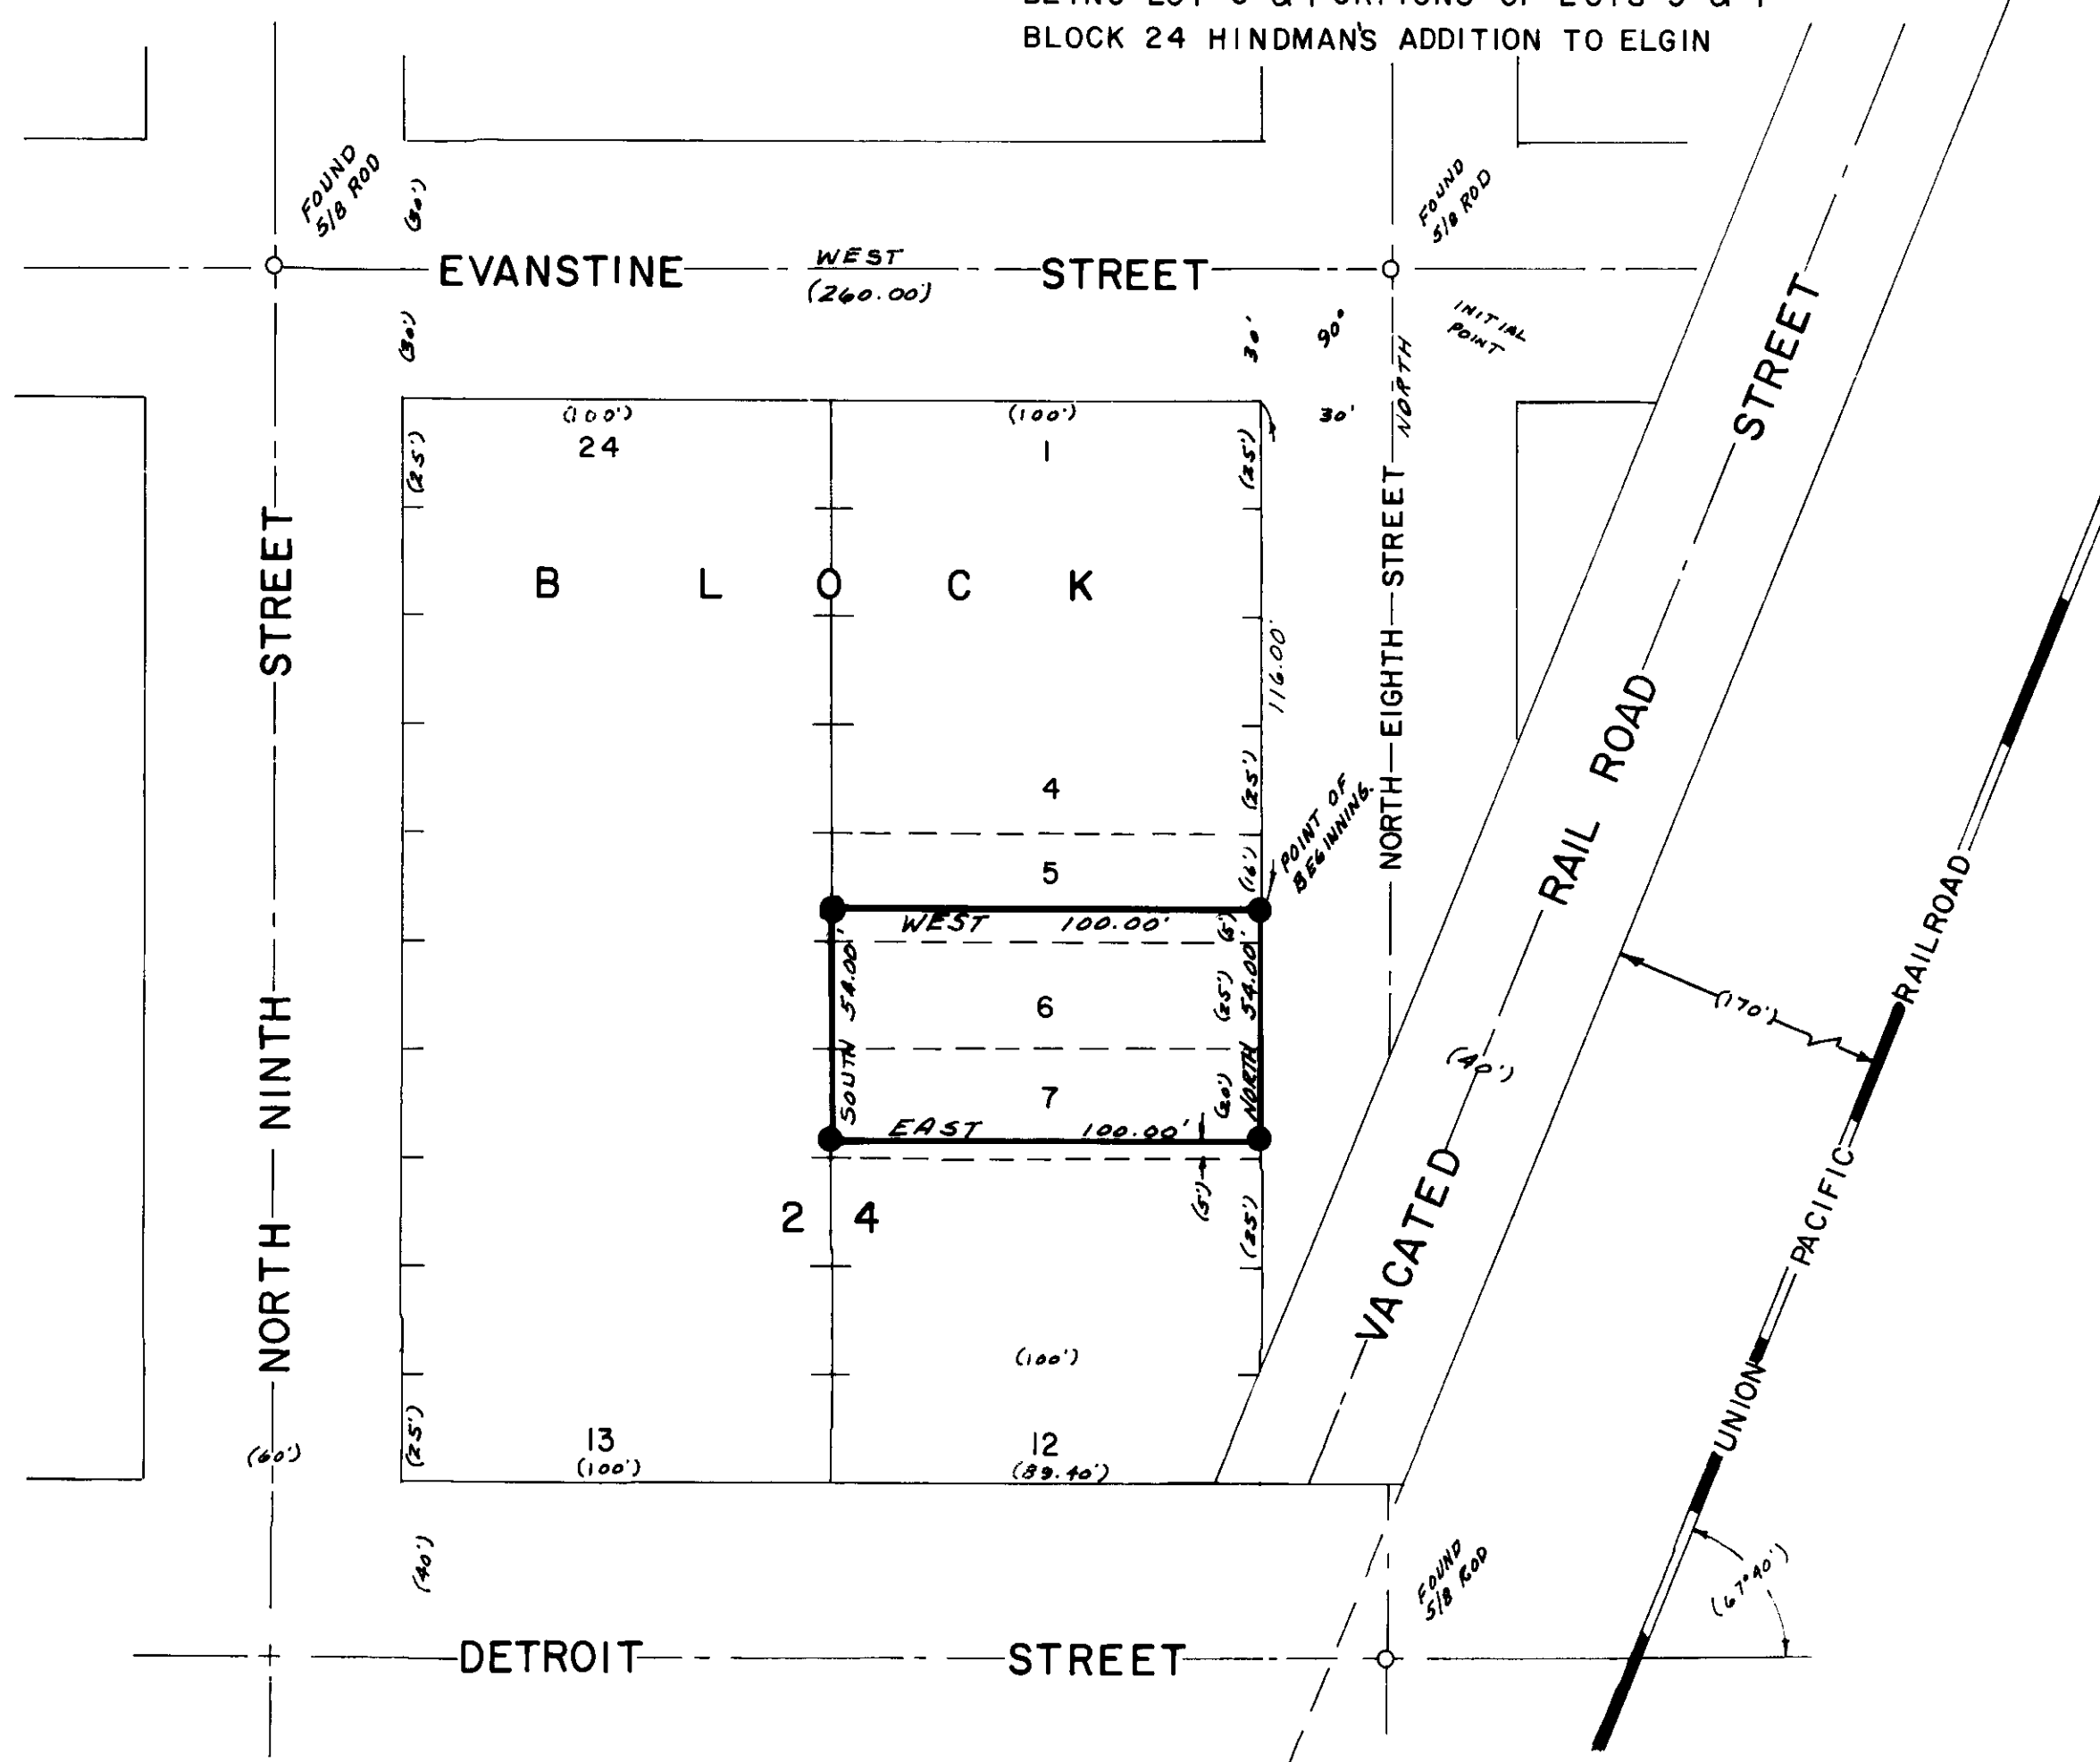 BLOCK 24 HINDMAN'S ADDITION TO ELGIN
FOUND
5/8 ROD
(30')
FOUND
5/8 ROD
EVANSTINE STREET
WEST
(260.00')
(30')
30'
90°
INITIAL
POINT
NORTH
30'
(100')
24
(25')
(100')
1
(25')
STREET
BLOCK
NORTH EIGHTH STREET
116.00'
VACATED RAIL ROAD STREET
4
(25')
POINT OF
BEGINNING.
5
(16')
WEST 100.00'
SOUTH 54.00'
NORTH 54.00'
6
(25')
7
(20')
EAST 100.00'
(5')
(25')
24
NORTH NINTH
(40')
(170')
UNION PACIFIC RAILROAD
(100')
13
(100')
(25')
12
(89.40')
(60')
(40')
FOUND
5/8 ROD
(67°40')
DETROIT STREET